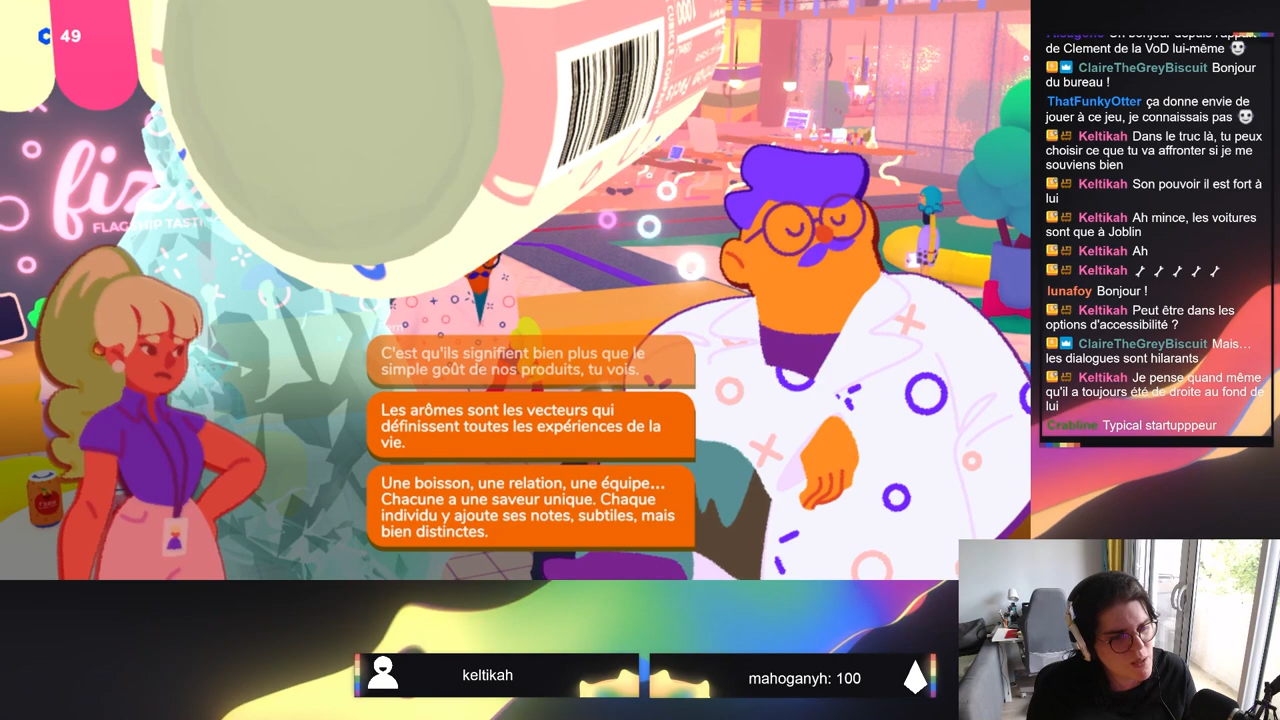 49
0001
CUBICLE COMPANY
fizz
FLAGSHIP TASTI
C'est qu'ils signifient bien plus que le
simple goût de nos produits, tu vois.
Les arômes sont les vecteurs qui
définissent toutes les expériences de la
vie.
Une boisson, une relation, une équipe...
Chacune a une saveur unique. Chaque
individu y ajoute ses notes, subtiles, mais
bien distinctes.
de Clement de la VoD lui-même
ClaireTheGreyBiscuit Bonjour
du bureau !
ThatFunkyOtter ça donne envie de
jouer à ce jeu, je connaissais pas
Keltikah Dans le truc là, tu peux
choisir ce que tu va affronter si je me
souviens bien
Keltikah Son pouvoir il est fort à
lui
Keltikah Ah mince, les voitures
sont que à Joblin
Keltikah Ah
Keltikah
lunafoy Bonjour !
Keltikah Peut être dans les
options d'accessibilité ?
ClaireTheGreyBiscuit Mais...
les dialogues sont hilarants
Keltikah Je pense quand même
qu'il a toujours été de droite au fond de
lui
Crabline Typical startupppeur
keltikah
mahoganyh: 100